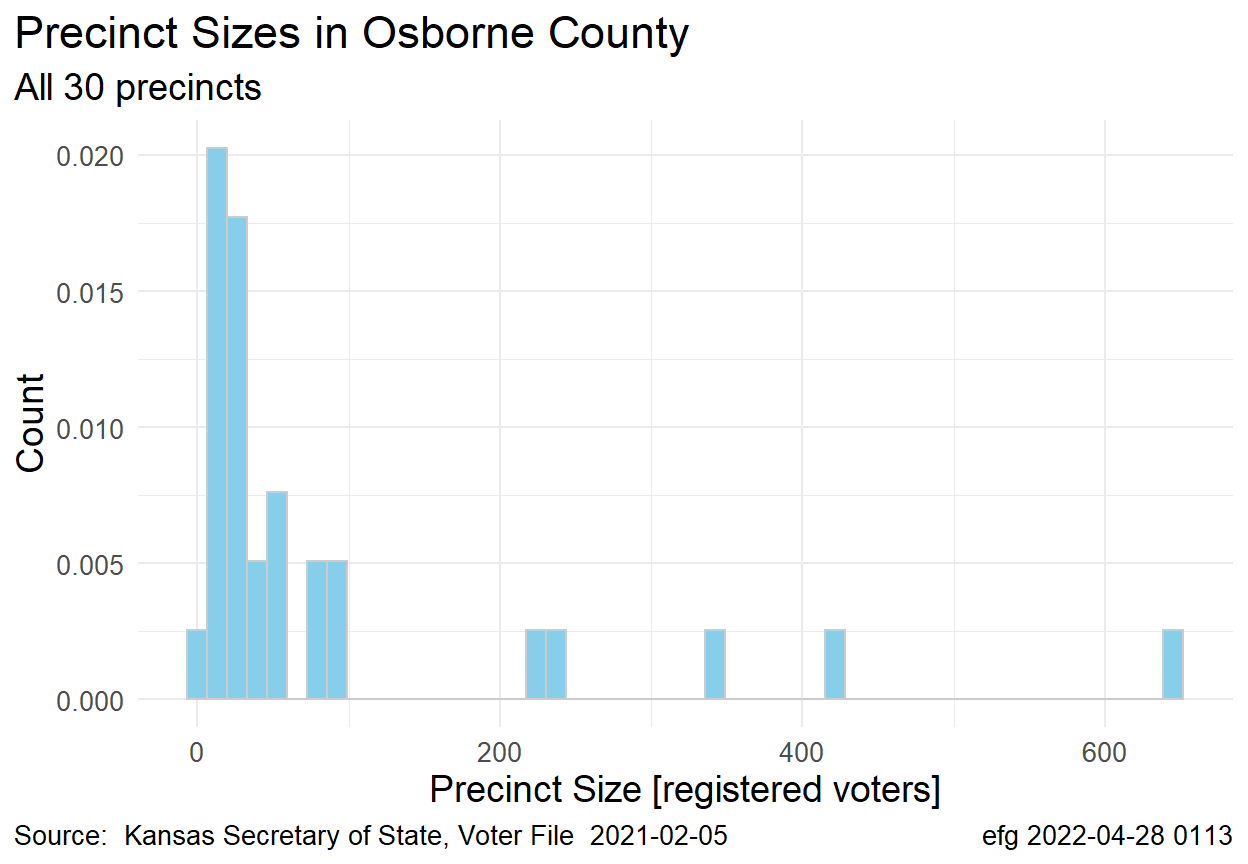 Precinct Sizes in Osborne County
All 30 precincts
0.020
0.015
0.010
0.005
0.000
Count
0 200 400 600
Precinct Size [registered voters]
Source:  Kansas Secretary of State, Voter File  2021-02-05 efg 2022-04-28 0113